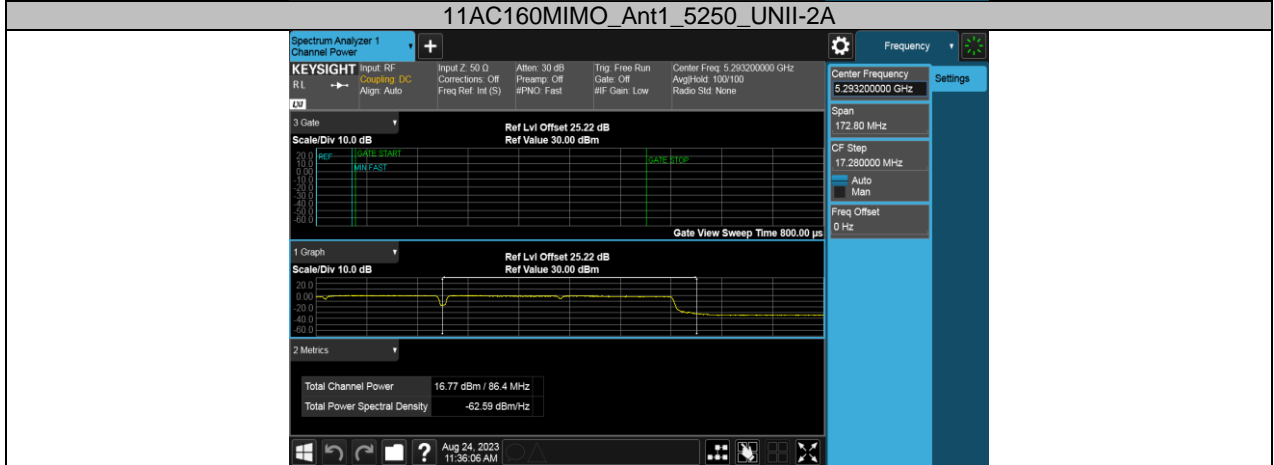 11AC160MIMO_Ant1_5250_UNII-2A
Spectrum Analyzer 1
Channel Power
Frequency
KEYSIGHT
RL
LXI
Input: RF
Coupling: DC
Align: Auto
Input Z: 50 Ω
Corrections: Off
Freq Ref: Int (S)
Atten: 30 dB
Preamp: Off
#PNO: Fast
Trig: Free Run
Gate: Off
#IF Gain: Low
Center Freq: 5.293200000 GHz
Avg|Hold: 100/100
Radio Std: None
Center Frequency
5.293200000 GHz
Settings
Span
172.80 MHz
CF Step
17.280000 MHz
Auto
Man
Freq Offset
0 Hz
3 Gate
Scale/Div 10.0 dB
Ref Lvl Offset 25.22 dB
Ref Value 30.00 dBm
20.0
10.0
0.00
-10.0
-20.0
-30.0
-40.0
-50.0
-60.0
REF
GATE START
MIN FAST
GATE STOP
Gate View Sweep Time 800.00 µs
1 Graph
Scale/Div 10.0 dB
Ref Lvl Offset 25.22 dB
Ref Value 30.00 dBm
20.0
0.00
-20.0
-40.0
-60.0
2 Metrics
Total Channel Power 16.77 dBm / 86.4 MHz
Total Power Spectral Density -62.59 dBm/Hz
?
Aug 24, 2023
11:36:06 AM